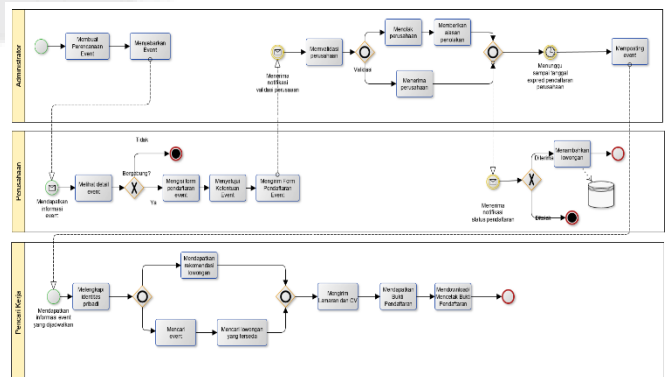 Administrator
Membuat
Perencanaan
Event
Menyebarkan
Event
Menerima
notifikasi
validasi perusahaan
Memvalidasi
perusahaan
Validasi
Menolak
perusahaan
Memberikan
alasan
penolakan
Menerima
perusahaan
Menunggu
sampai tanggal
expired pendaftaran
perusahaan
Memposting
event
Perusahaan
Mendapatkan
informasi
event
Melihat detail
event
Bergabung?
Tidak
Ya
Mengisi form
pendaftaran
event
Menyetujui
Ketentuan
Event
Mengirim Form
Pendaftaran
Event
Menerima
notifikasi
status pendaftaran
Diterima
Ditolak
Menambahkan
lowongan
Pencari Kerja
Mendapatkan
informasi event
yang dijadwalkan
Melengkapi
identitas
pribadi
Mendapatkan
rekomendasi
lowongan
Mencari
event
Mencari lowongan
yang tersedia
Mengirim
Lamaran dan CV
Mendapatkan
Bukti
Pendaftaran
Mendownload/
Mencetak Bukti
Pendaftaran